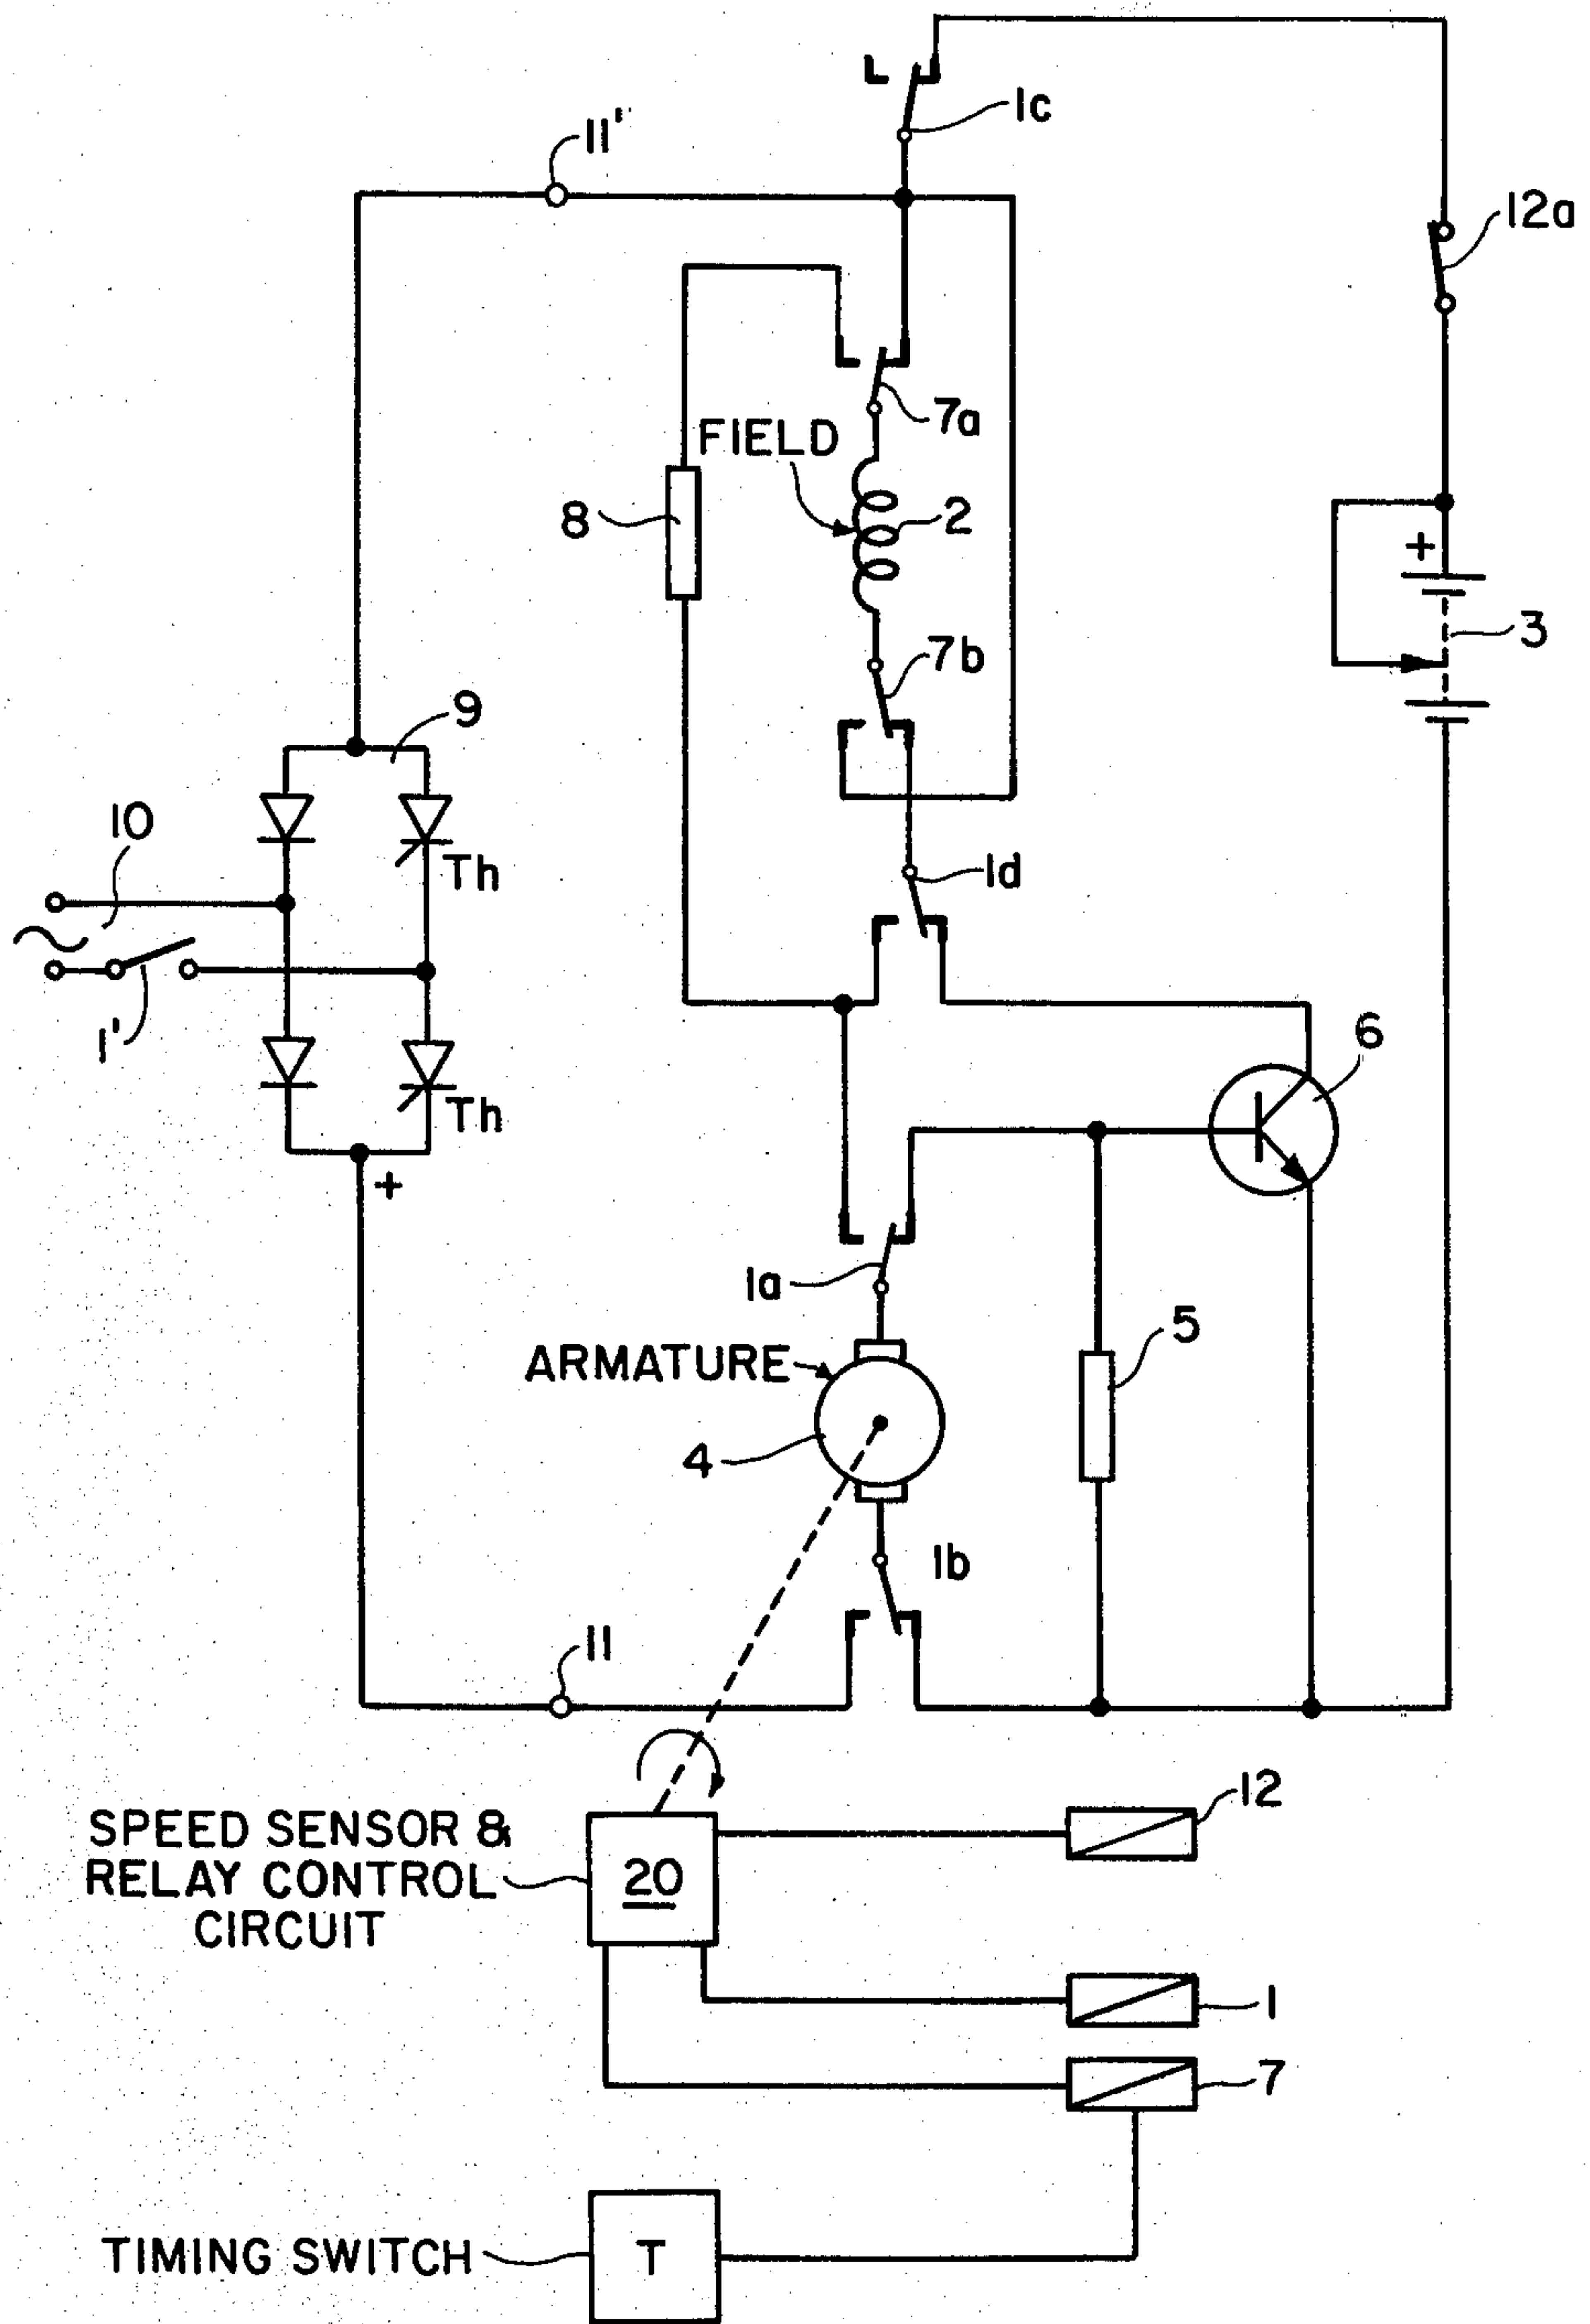 1c
11'
12a
7a
FIELD
2
8
7b
3
9
10
Th
1d
1'
6
Th
+
+
1a
5
ARMATURE
4
1b
11
12
SPEED SENSOR &
RELAY CONTROL
CIRCUIT
20
1
7
TIMING SWITCH
T